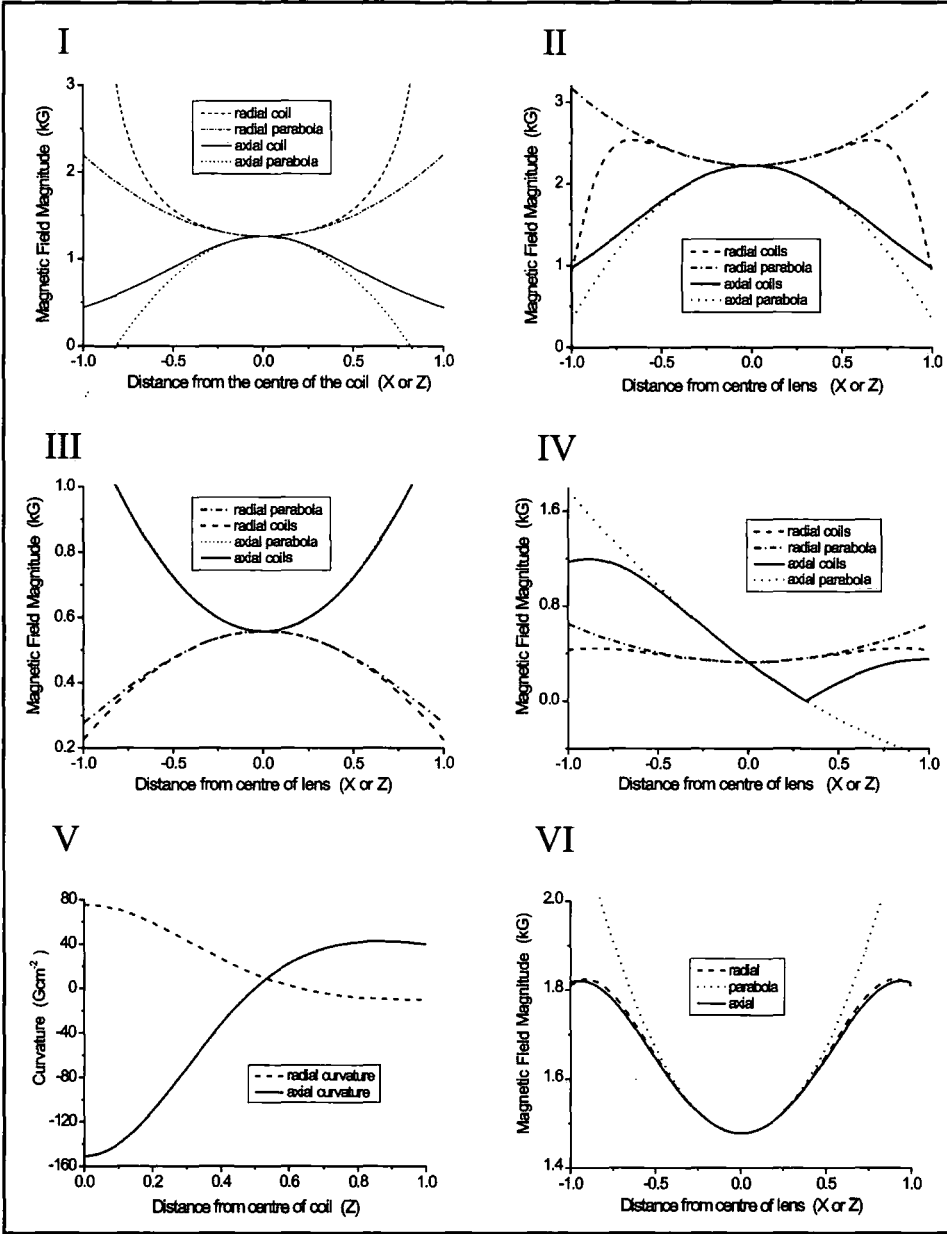 I
Magnetic Field Magnitude (kG)
3
2
1
0
radial coil
radial parabola
axial coil
axial parabola
-1.0 -0.5 0.0 0.5 1.0
Distance from the centre of the coil (X or Z)
II
Magnetic Field Magnitude (kG)
3
2
1
0
radial coils
radial parabola
axial coils
axial parabola
-1.0 -0.5 0.0 0.5 1.0
Distance from centre of lens (X or Z)
III
Magnetic Field Magnitude (kG)
1.0
0.8
0.6
0.4
0.2
radial parabola
radial coils
axial parabola
axial coils
-1.0 -0.5 0.0 0.5 1.0
Distance from centre of lens (X or Z)
IV
Magnetic Field Magnitude (kG)
1.6
0.8
0.0
radial coils
radial parabola
axial coils
axial parabola
-1.0 -0.5 0.0 0.5 1.0
Distance from centre of lens (X or Z)
V
Curvature (Gcm⁻²)
80
40
0
-40
-80
-120
-160
radial curvature
axial curvature
0.0 0.2 0.4 0.6 0.8 1.0
Distance from centre of coil (Z)
VI
Magnetic Field Magnitude (kG)
2.0
1.8
1.6
1.4
radial
parabola
axial
-1.0 -0.5 0.0 0.5 1.0
Distance from centre of lens (X or Z)